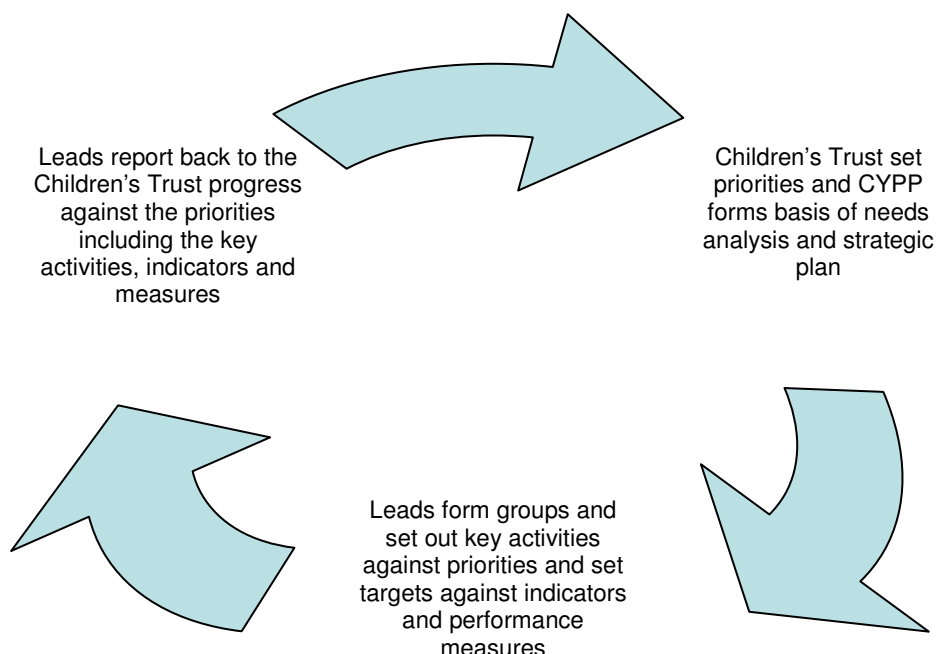 Leads report back to the
Children's Trust progress
against the priorities
including the key
activities, indicators and
measures
Children's Trust set
priorities and CYPP
forms basis of needs
analysis and strategic
plan
Leads form groups and
set out key activities
against priorities and set
targets against indicators
and performance
measures